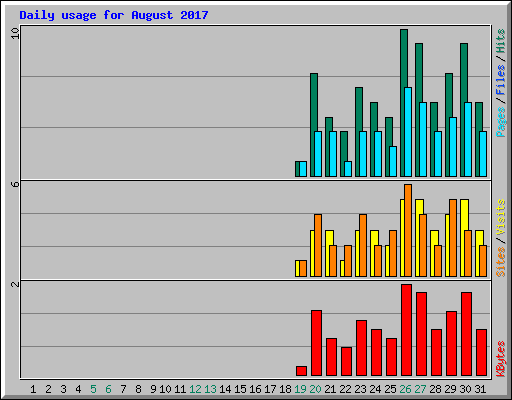 Daily usage for August 2017
10
6
2
Pages / Files / Hits
Sites / Visits
KBytes
1 2 3 4 5 6 7 8 9 10 11 12 13 14 15 16 17 18 19 20 21 22 23 24 25 26 27 28 29 30 31